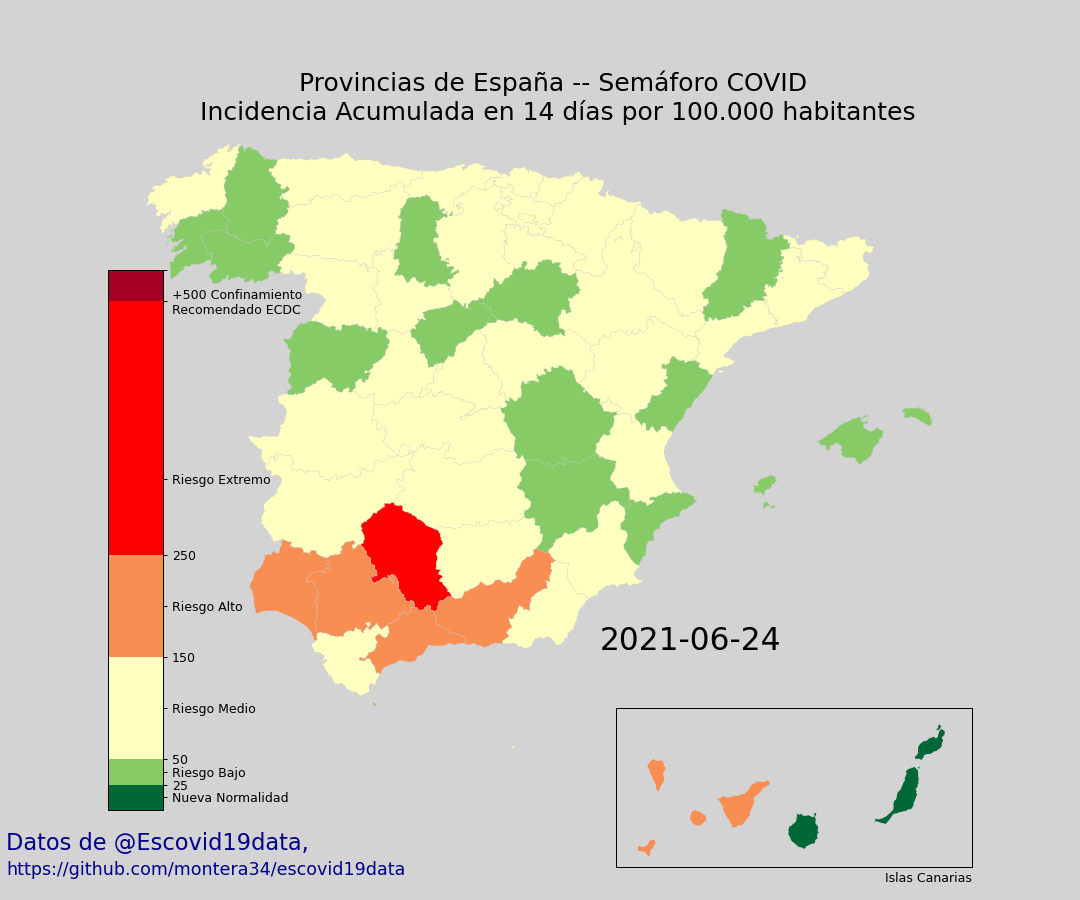 Provincias de España -- Semáforo COVID
Incidencia Acumulada en 14 días por 100.000 habitantes
+500 Confinamiento
Recomendado ECDC
Riesgo Extremo
250
Riesgo Alto
150
Riesgo Medio
50
Riesgo Bajo
25
Nueva Normalidad
2021-06-24
Datos de @Escovid19data,
https://github.com/montera34/escovid19data
Islas Canarias